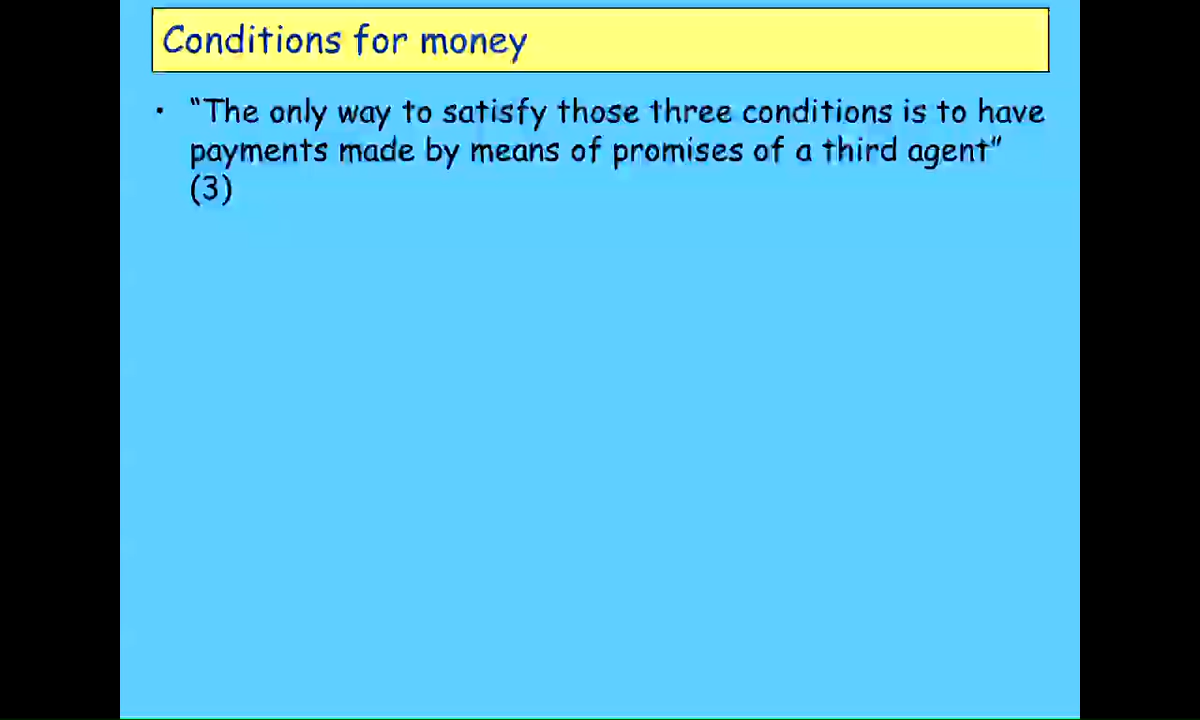 Conditions for money
• "The only way to satisfy those three conditions is to have
payments made by means of promises of a third agent"
(3)